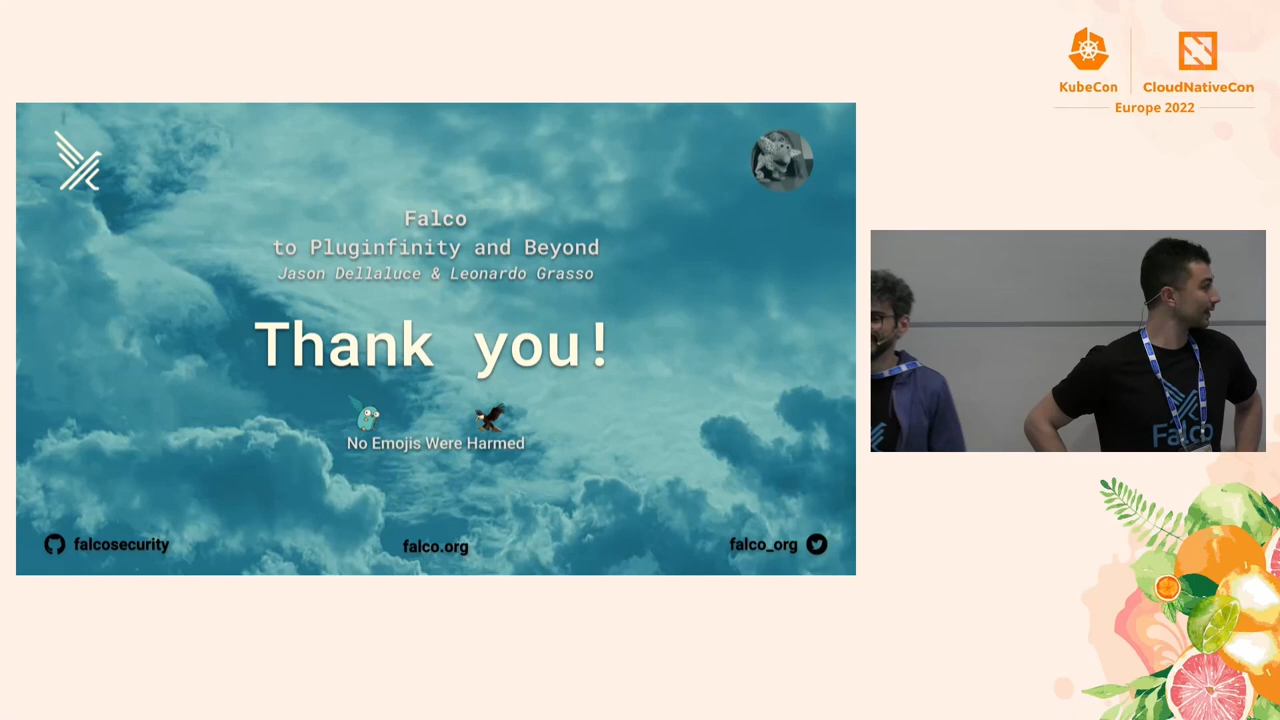 KubeCon
CloudNativeCon
Europe 2022
Falco
to Pluginfinity and Beyond
Jason Dellaluce & Leonardo Grasso
Thank you!
No Emojis Were Harmed
falcosecurity
falco.org
falco_org
Falco